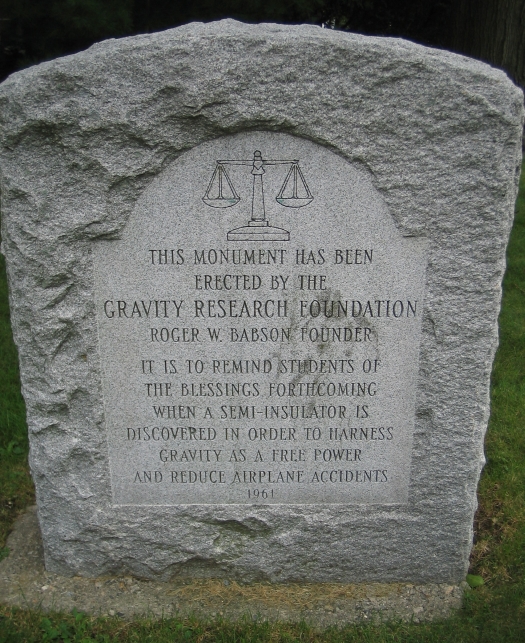 THIS MONUMENT HAS BEEN
ERECTED BY THE
GRAVITY RESEARCH FOUNDATION
ROGER W. BABSON FOUNDER
IT IS TO REMIND STUDENTS OF
THE BLESSINGS FORTHCOMING
WHEN A SEMI-INSULATOR IS
DISCOVERED IN ORDER TO HARNESS
GRAVITY AS A FREE POWER
AND REDUCE AIRPLANE ACCIDENTS
1961